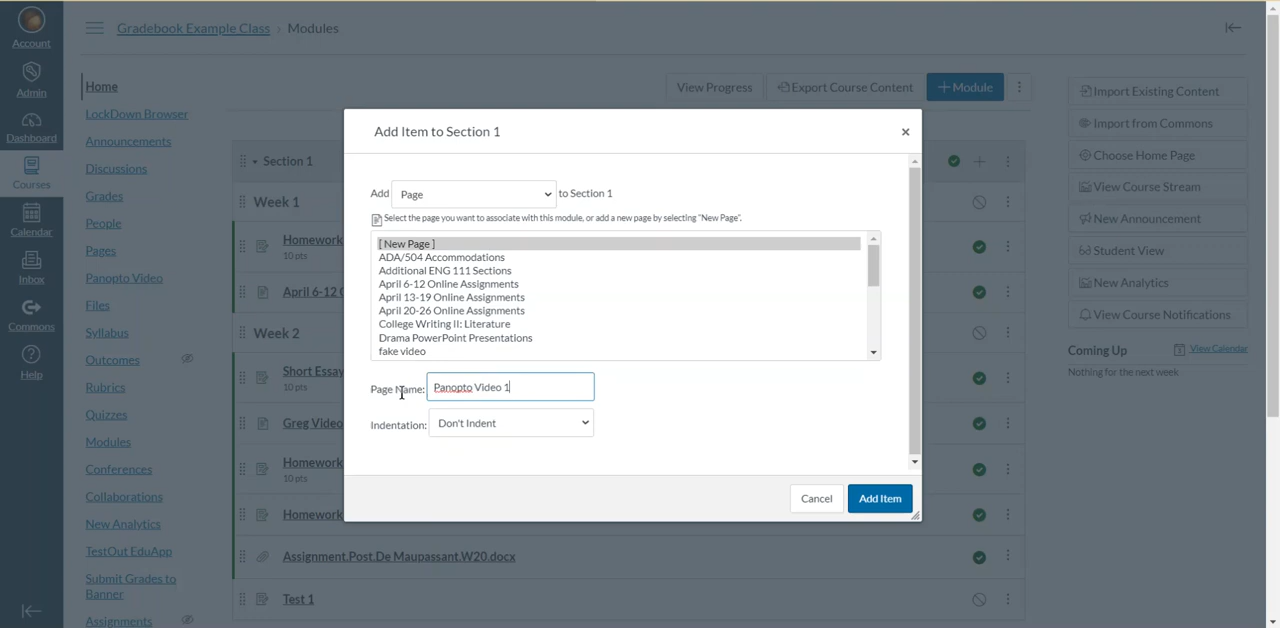 Gradebook Example Class › Modules
Account
Admin
Dashboard
Courses
Calendar
Inbox
Commons
Help
Home
LockDown Browser
Announcements
Discussions
Grades
People
Pages
Panopto Video
Files
Syllabus
Outcomes
Rubrics
Quizzes
Modules
Conferences
Collaborations
New Analytics
TestOut EduApp
Submit Grades to
Banner
Assignments
View Progress
Export Course Content
+ Module
Section 1
Week 1
Homework
10 pts
April 6-12 O
Week 2
Short Essay
10 pts
Greg Video
Homework
10 pts
Homework
Assignment.Post.De Maupassant.W20.docx
Test 1
Add Item to Section 1
×
Add Page to Section 1
Select the page you want to associate with this module, or add a new page by selecting "New Page".
[ New Page ]
ADA/504 Accommodations
Additional ENG 111 Sections
April 6-12 Online Assignments
April 13-19 Online Assignments
April 20-26 Online Assignments
College Writing II: Literature
Drama PowerPoint Presentations
fake video
Page Name: Panopto Video 1
Indentation: Don't Indent
Cancel
Add Item
Import Existing Content
Import from Commons
Choose Home Page
View Course Stream
New Announcement
Student View
New Analytics
View Course Notifications
Coming Up
View Calendar
Nothing for the next week